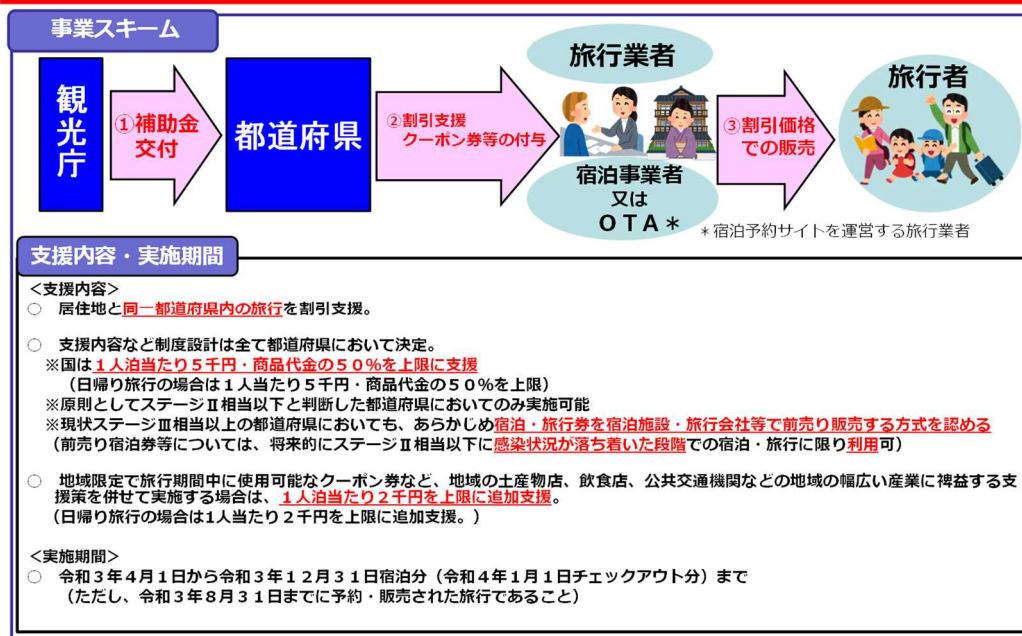 事業スキーム
観光庁
①補助金
交付
都道府県
②割引支援
クーポン券等の付与
旅行業者
宿泊事業者
又は
ＯＴＡ＊
③割引価格
での販売
旅行者
＊宿泊予約サイトを運営する旅行業者
支援内容・実施期間
＜支援内容＞
○　居住地と同一都道府県内の旅行を割引支援。
○　支援内容など制度設計は全て都道府県において決定。
※国は１人泊当たり５千円・商品代金の５０％を上限に支援
（日帰り旅行の場合は１人当たり５千円・商品代金の５０％を上限）
※原則としてステージⅡ相当以下と判断した都道府県においてのみ実施可能
※現状ステージⅢ相当以上の都道府県においても、あらかじめ宿泊・旅行券を宿泊施設・旅行会社等で前売り販売する方式を認める
（前売り宿泊券等については、将来的にステージⅡ相当以下に感染状況が落ち着いた段階での宿泊・旅行に限り利用可）
○　地域限定で旅行期間中に使用可能なクーポン券など、地域の土産物店、飲食店、公共交通機関などの地域の幅広い産業に裨益する支
援策を併せて実施する場合は、１人泊当たり２千円を上限に追加支援。
（日帰り旅行の場合は1人当たり２千円を上限に追加支援。）
＜実施期間＞
○　令和３年４月１日から令和３年１２月３１日宿泊分（令和４年１月１日チェックアウト分）まで
（ただし、令和３年８月３１日までに予約・販売された旅行であること）